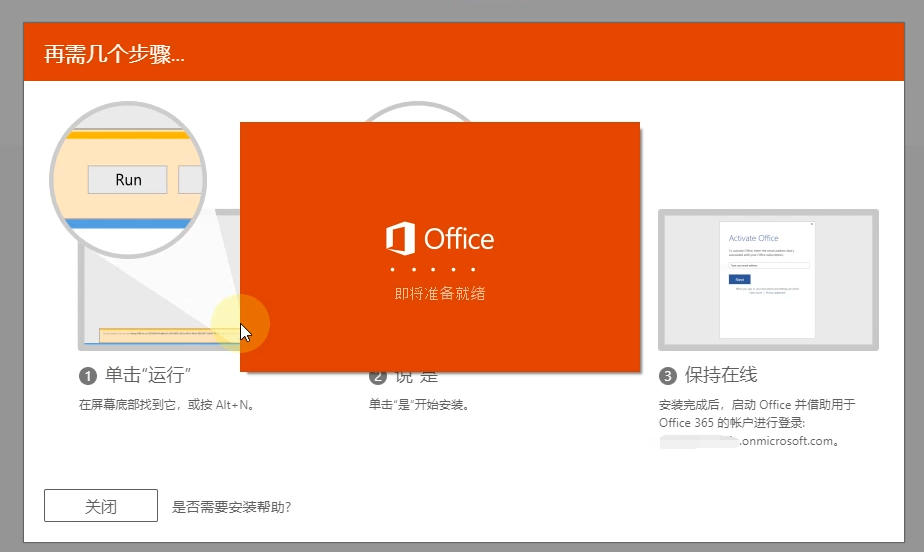 再需几个步骤...
Run
Office
即将准备就绪
Activate Office
Next
1 单击“运行”
在屏幕底部找到它，或按 Alt+N。
2 说“是”
单击“是”开始安装。
3 保持在线
安装完成后，启动 Office 并借助用于
Office 365 的帐户进行登录:
.onmicrosoft.com。
关闭
是否需要安装帮助?